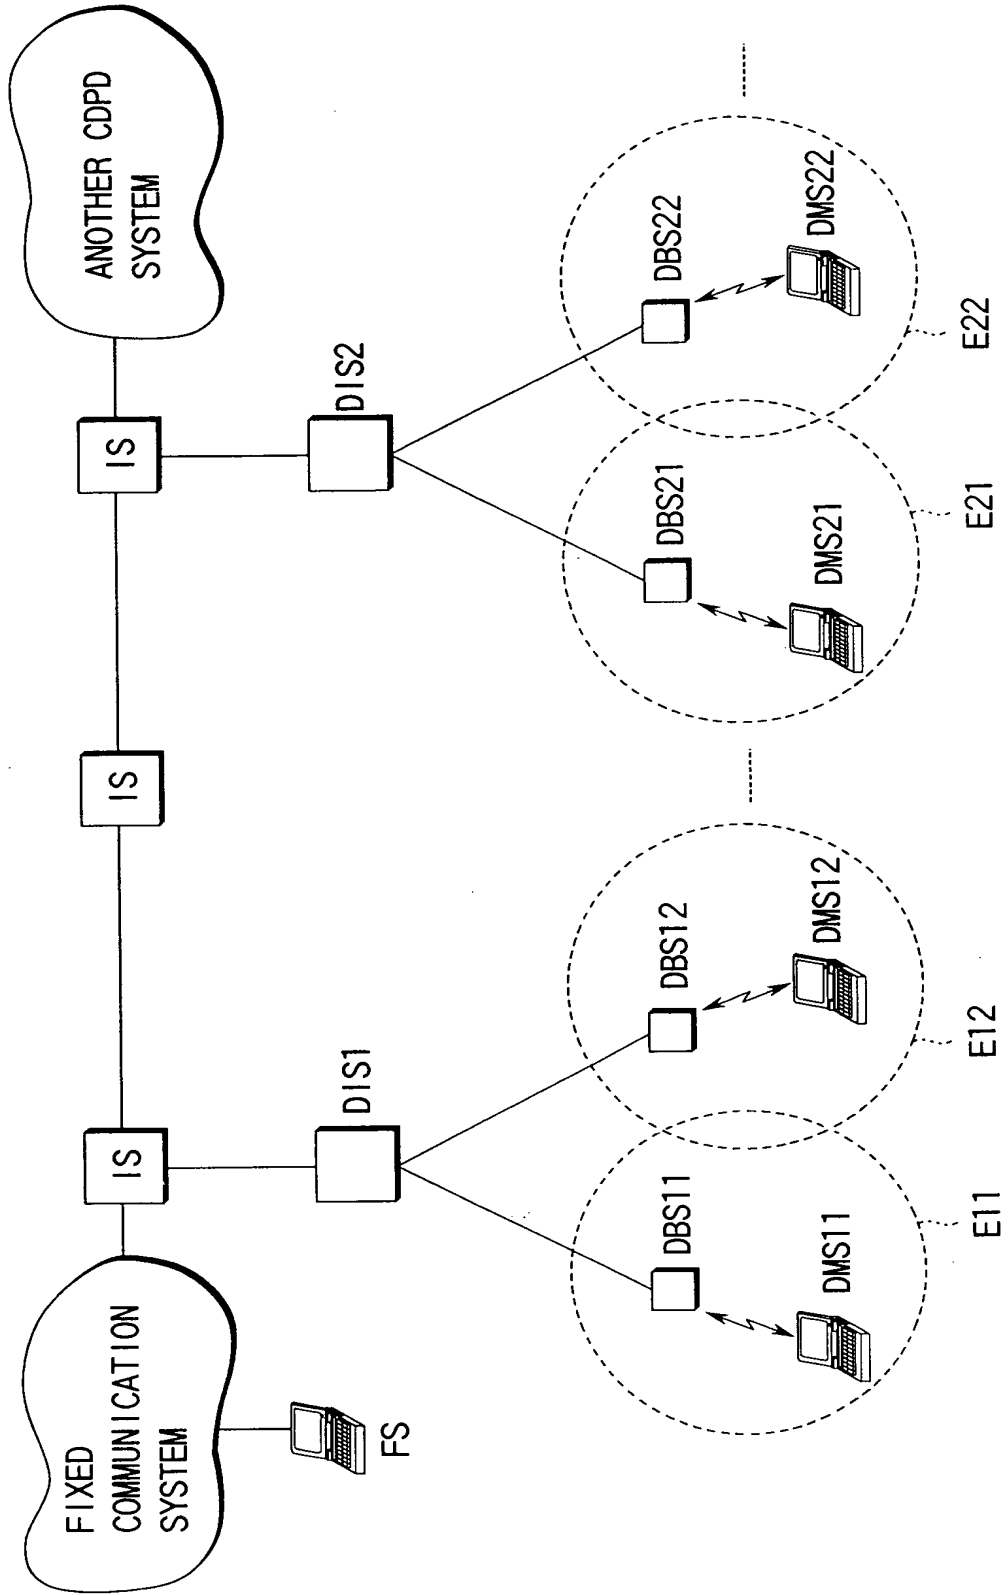 FIXED
COMMUNICATION
SYSTEM
FS
IS
IS
IS
ANOTHER CDPD
SYSTEM
DIS1
DIS2
DBS11
DMS11
E11
DBS12
DMS12
E12
DBS21
DMS21
E21
DBS22
DMS22
E22